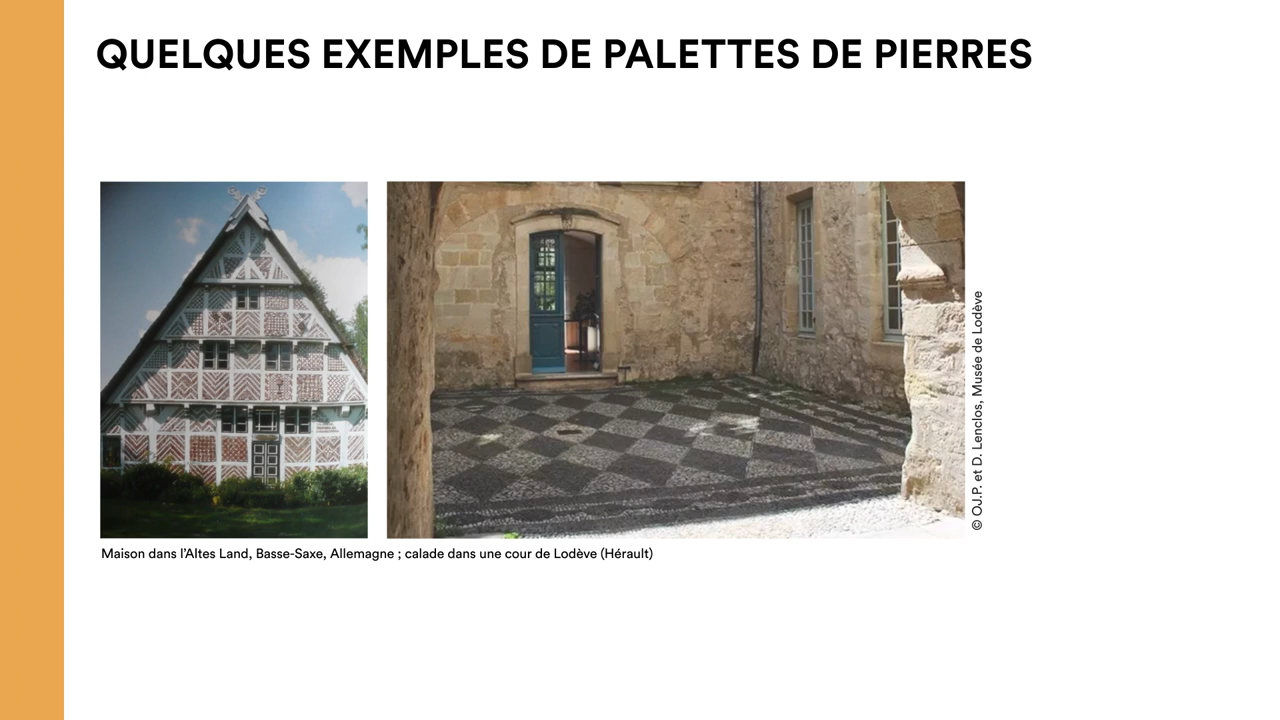 QUELQUES EXEMPLES DE PALETTES DE PIERRES
© OJ.P. et D. Lenclos, Musée de Lodève
Maison dans l’Altes Land, Basse-Saxe, Allemagne ; calade dans une cour de Lodève (Hérault)